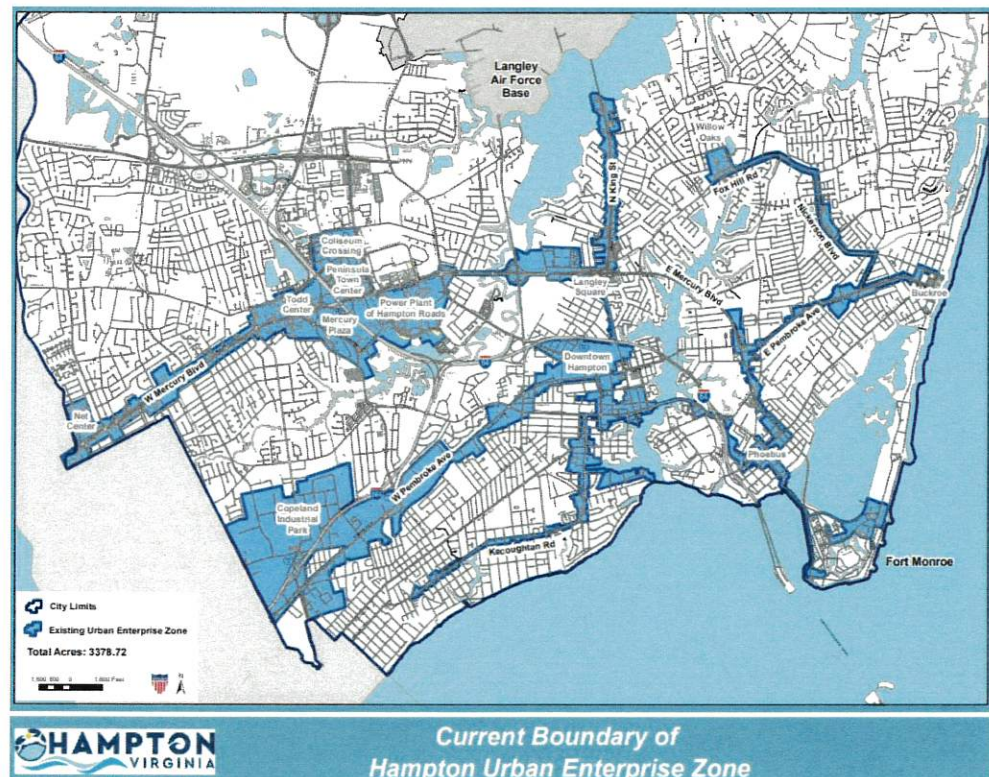 Langley
Air Force
Base
Willow
Oaks
Fox Hill Rd
N King St
E Nickerson Blvd
Coliseum
Crossing
Peninsula
Town
Center
Todd
Center
Power Plant
of Hampton Roads
Mercury
Plaza
Langley
Square
E Mercury Blvd
Buckroe
E Pembroke Ave
W Mercury Blvd
Net
Center
Downtown
Hampton
64
Phoebus
W Pembroke Ave
Copeland
Industrial
Park
Kecoughtan Rd
Fort Monroe
City Limits
Existing Urban Enterprise Zone
Total Acres: 3378.72
N
HAMPTON
VIRGINIA
Current Boundary of
Hampton Urban Enterprise Zone